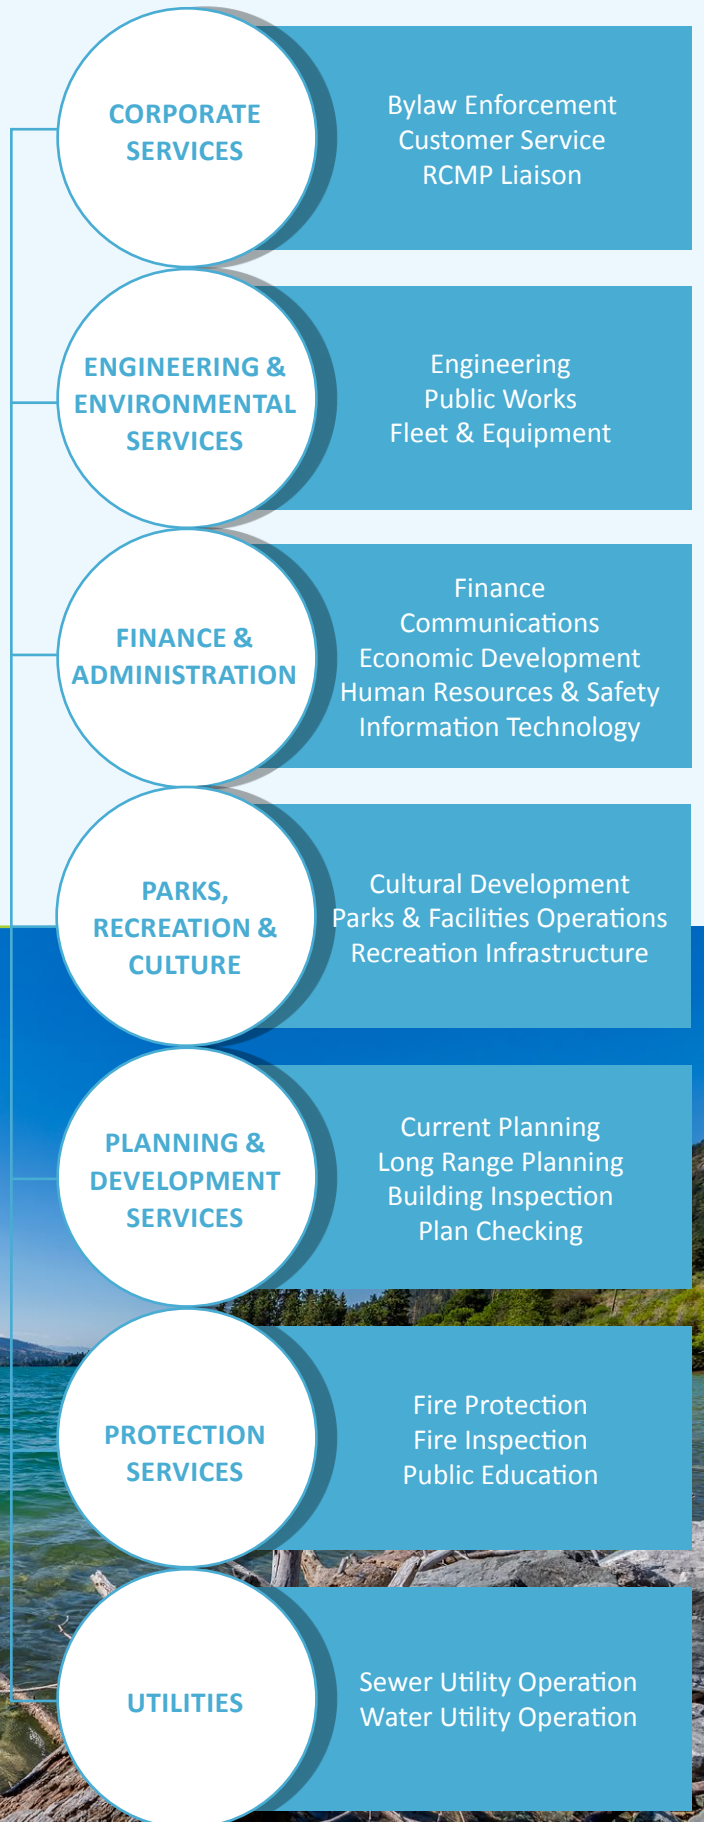 CORPORATE
SERVICES
Bylaw Enforcement
Customer Service
RCMP Liaison
ENGINEERING &
ENVIRONMENTAL
SERVICES
Engineering
Public Works
Fleet & Equipment
FINANCE &
ADMINISTRATION
Finance
Communications
Economic Development
Human Resources & Safety
Information Technology
PARKS,
RECREATION &
CULTURE
Cultural Development
Parks & Facilities Operations
Recreation Infrastructure
PLANNING &
DEVELOPMENT
SERVICES
Current Planning
Long Range Planning
Building Inspection
Plan Checking
PROTECTION
SERVICES
Fire Protection
Fire Inspection
Public Education
UTILITIES
Sewer Utility Operation
Water Utility Operation